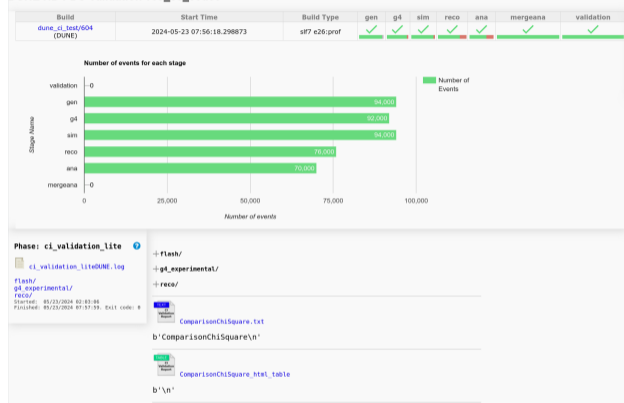 Build Start Time Build Type gen g4 sim reco ana mergeana validation
dune_ci_test/604
(DUNE)
2024-05-23 07:56:18.298873
slf7 e26:prof
Number of events for each stage
Number of
Events
validation 0
gen 94,000
g4 92,000
sim 94,000
reco 76,000
ana 70,000
mergeana 0
Stage Name
0 25,000 50,000 75,000 100,000
Number of events
Phase: ci_validation_lite ?
ci_validation_liteDUNE.log
flash/
g4_experimental/
reco/
Started: 05/23/2024 02:03:06
Finished: 05/23/2024 07:57:59. Exit code: 0
+flash/
+g4_experimental/
+reco/
ComparisonChiSquare.txt
b'ComparisonChiSquare\n'
ComparisonChiSquare_html_table
b'\n'